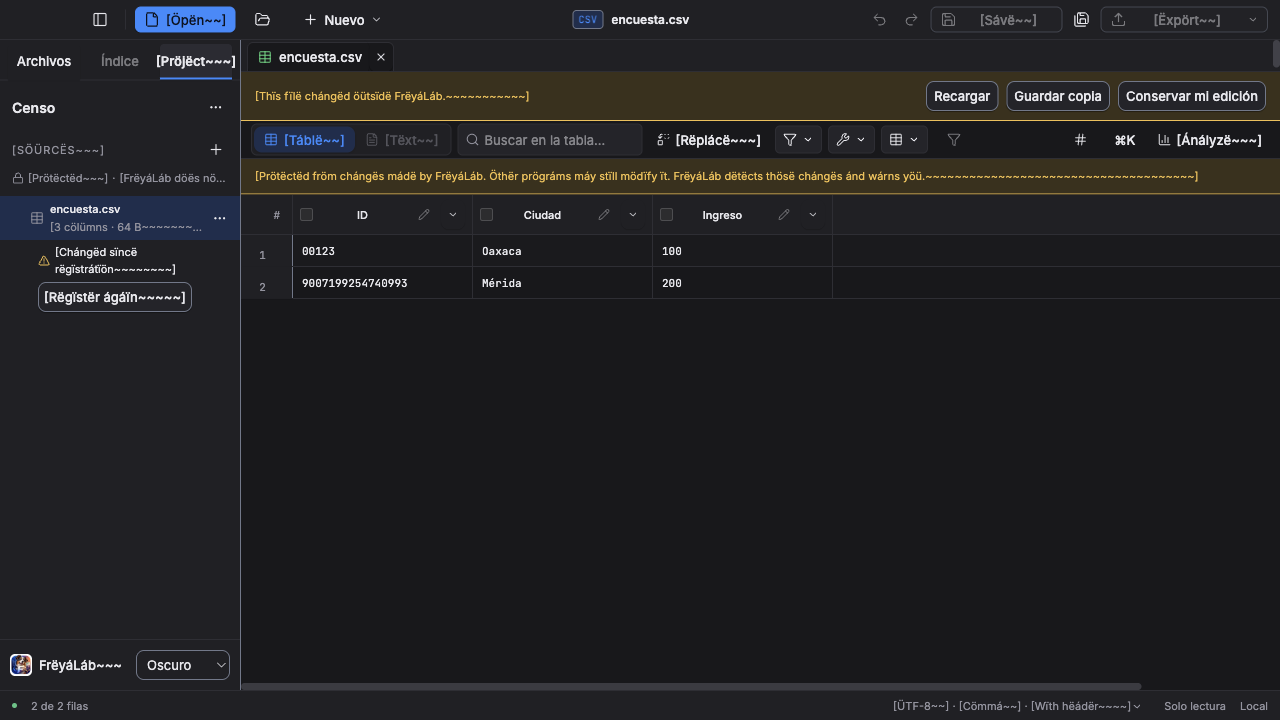 [Öpën~~]
Nuevo
CSV encuesta.csv
[Sávë~~]
[Ëxpört~~]
Archivos
Índice
[Pröjëct~~~]
encuesta.csv
Censo
[Thïs fïlë chángëd öütsïdë FrëyáLáb.~~~~~~~~~~~]
Recargar
Guardar copia
Conservar mi edición
[SÖÜRCËS~~~]
[Táblë~~]
[Tëxt~~]
Buscar en la tabla...
[Rëplácë~~~]
#
⌘K
[Ánályzë~~~]
[Prötëctëd~~~] · [FrëyáLáb döës nö...
[Prötëctëd fröm chángës mádë by FrëyáLáb. Öthër prögráms máy stïll mödïfy ït. FrëyáLáb dëtëcts thösë chángës ánd wárns yöü.~~~~~~~~~~~~~~~~~~~~~~~~~~~~~~~~~~~~~]
encuesta.csv
[3 cölümns · 64 B~~~~~~~...
[Chángëd sïncë
rëgïstrátïön~~~~~~~~]
[Rëgïstër ágáïn~~~~~]
# ID Ciudad Ingreso
1 00123 Oaxaca 100
2 9007199254740993 Mérida 200
FrëyáLáb~~~
Oscuro
2 de 2 filas
[ÜTF-8~~] · [Cömmá~~] · [Wïth hëádër~~~~]
Solo lectura
Local